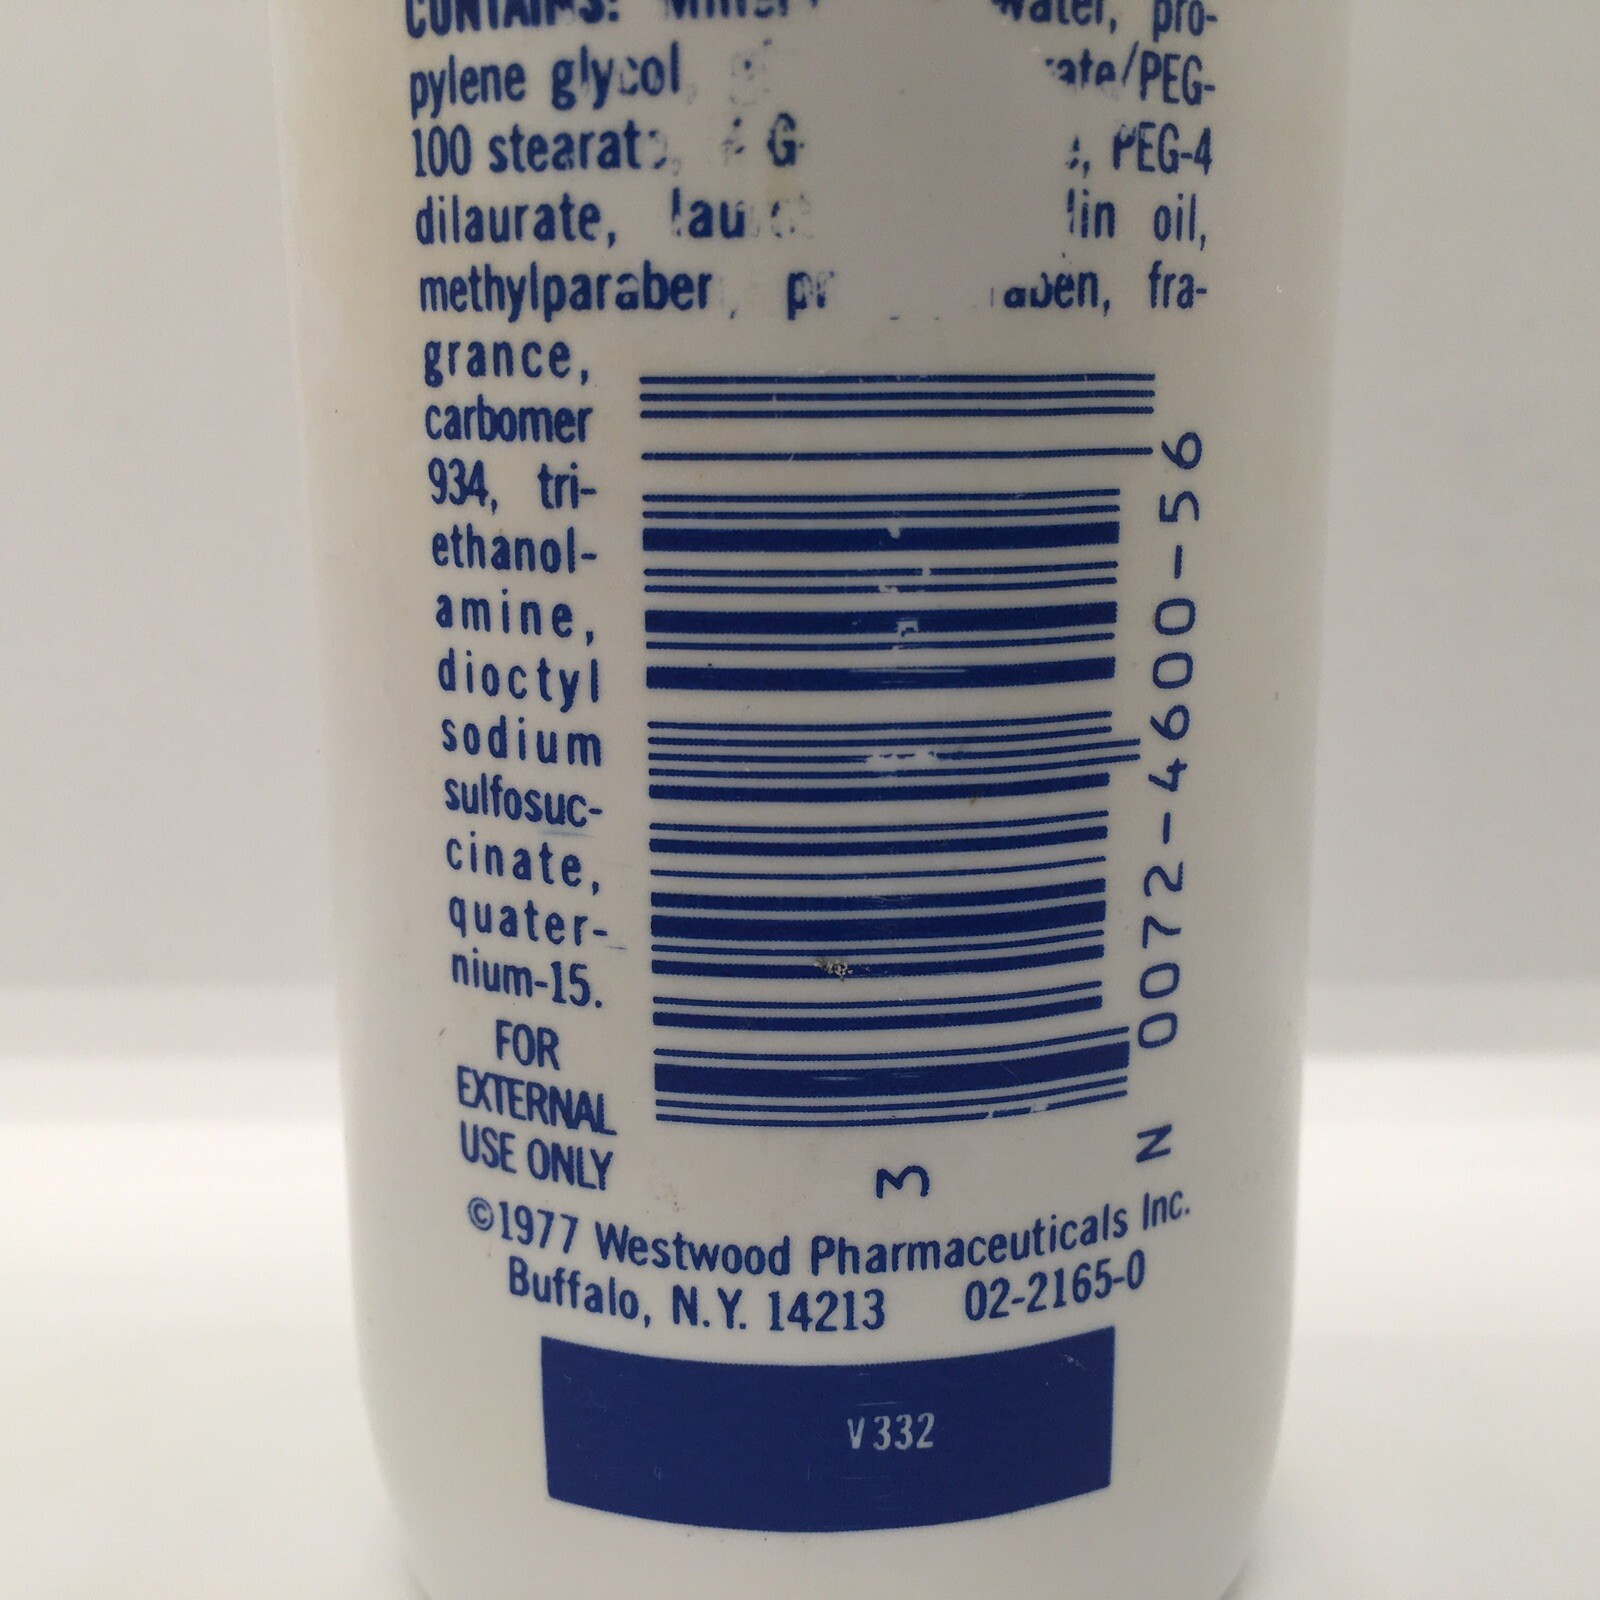 CONTAINS: water, pro-
pylene glycol /PEG-
100 stearate, PEG-4
dilaurate, oil,
methylparaben, fra-
grance,
carbomer
934, tri-
ethanol-
amine,
dioctyl
sodium
sulfosuc-
cinate,
quater-
nium-15.
FOR
EXTERNAL
USE ONLY
N 0072-4600-56
3
©1977 Westwood Pharmaceuticals Inc.
Buffalo, N.Y. 14213 02-2165-0
V332